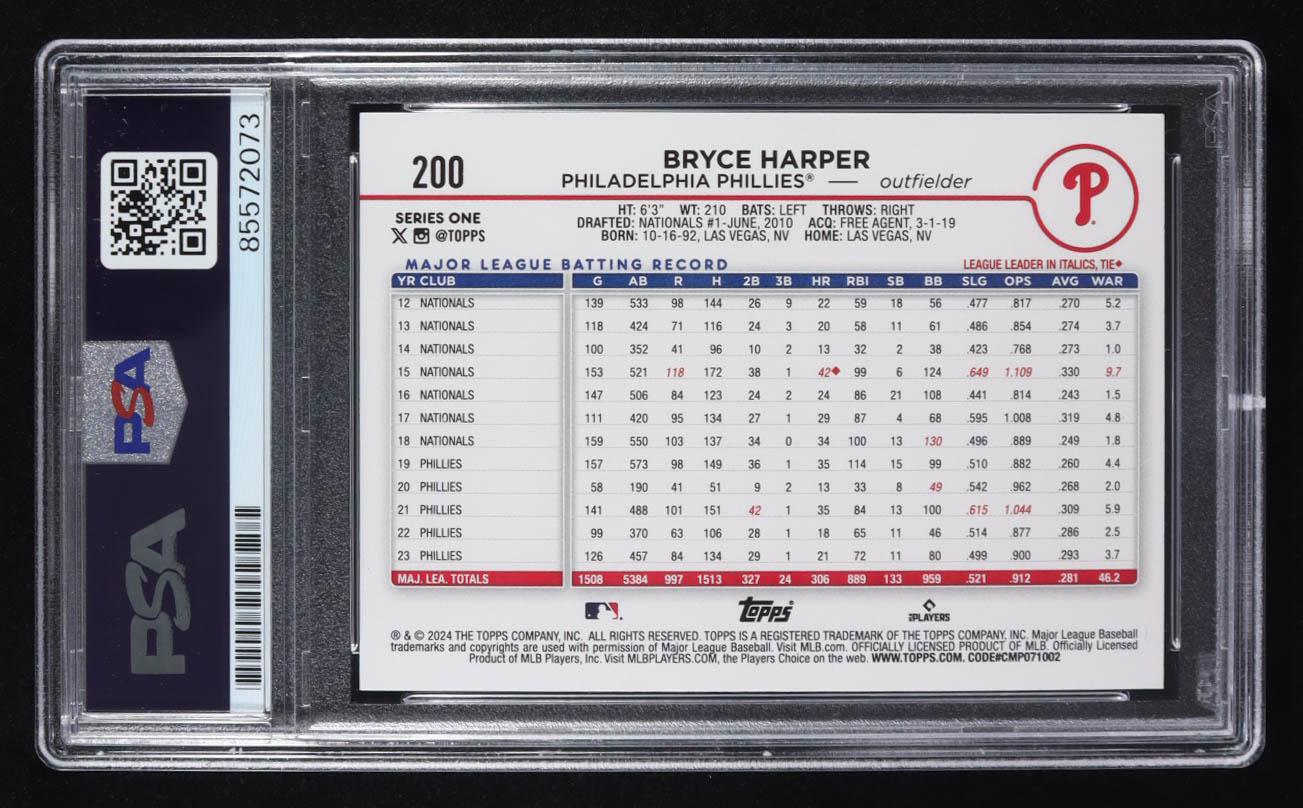 85572073
PSA
PSA
200
BRYCE HARPER
PHILADELPHIA PHILLIES® — outfielder
P
SERIES ONE
@TOPPS
HT: 6'3" WT: 210 BATS: LEFT THROWS: RIGHT
DRAFTED: NATIONALS #1-JUNE, 2010 ACQ: FREE AGENT, 3-1-19
BORN: 10-16-92, LAS VEGAS, NV HOME: LAS VEGAS, NV
MAJOR LEAGUE BATTING RECORD LEAGUE LEADER IN ITALICS, TIE♦
YR CLUB G AB R H 2B 3B HR RBI SB BB SLG OPS AVG WAR
12 NATIONALS 139 533 98 144 26 9 22 59 18 56 .477 .817 .270 5.2
13 NATIONALS 118 424 71 116 24 3 20 58 11 61 .486 .854 .274 3.7
14 NATIONALS 100 352 41 96 10 2 13 32 2 38 .423 .768 .273 1.0
15 NATIONALS 153 521 118 172 38 1 42♦ 99 6 124 .649 1.109 .330 9.7
16 NATIONALS 147 506 84 123 24 2 24 86 21 108 .441 .814 .243 1.5
17 NATIONALS 111 420 95 134 27 1 29 87 4 68 .595 1.008 .319 4.8
18 NATIONALS 159 550 103 137 34 0 34 100 13 130 .496 .889 .249 1.8
19 PHILLIES 157 573 98 149 36 1 35 114 15 99 .510 .882 .260 4.4
20 PHILLIES 58 190 41 51 9 2 13 33 8 49 .542 .962 .268 2.0
21 PHILLIES 141 488 101 151 42 1 35 84 13 100 .615 1.044 .309 5.9
22 PHILLIES 99 370 63 106 28 1 18 65 11 46 .514 .877 .286 2.5
23 PHILLIES 126 457 84 134 29 1 21 72 11 80 .499 .900 .293 3.7
MAJ. LEA. TOTALS 1508 5384 997 1513 327 24 306 889 133 959 .521 .912 .281 46.2
Topps PLAYERS
® & © 2024 THE TOPPS COMPANY, INC. ALL RIGHTS RESERVED. TOPPS IS A REGISTERED TRADEMARK OF THE TOPPS COMPANY, INC. Major League Baseball
trademarks and copyrights are used with permission of Major League Baseball. Visit MLB.com. OFFICIALLY LICENSED PRODUCT OF MLB. Officially Licensed
Product of MLB Players, Inc. Visit MLBPLAYERS.COM, the Players Choice on the web. WWW.TOPPS.COM. CODE#CMP071002